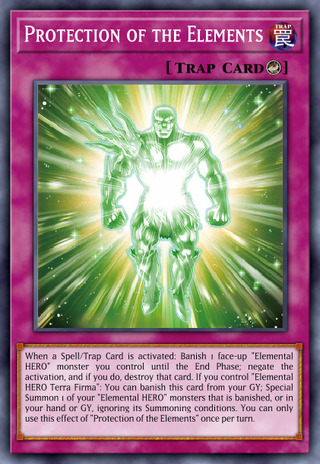 PROTECTION OF THE ELEMENTS
TRAP
罠
[TRAP CARD]
When a Spell/Trap Card is activated: Banish 1 face-up "Elemental
HERO" monster you control until the End Phase; negate the
activation, and if you do, destroy that card. If you control "Elemental
HERO Terra Firma": You can banish this card from your GY; Special
Summon 1 of your "Elemental HERO" monsters that is banished, or in
your hand or GY, ignoring its Summoning conditions. You can only
use this effect of "Protection of the Elements" once per turn.